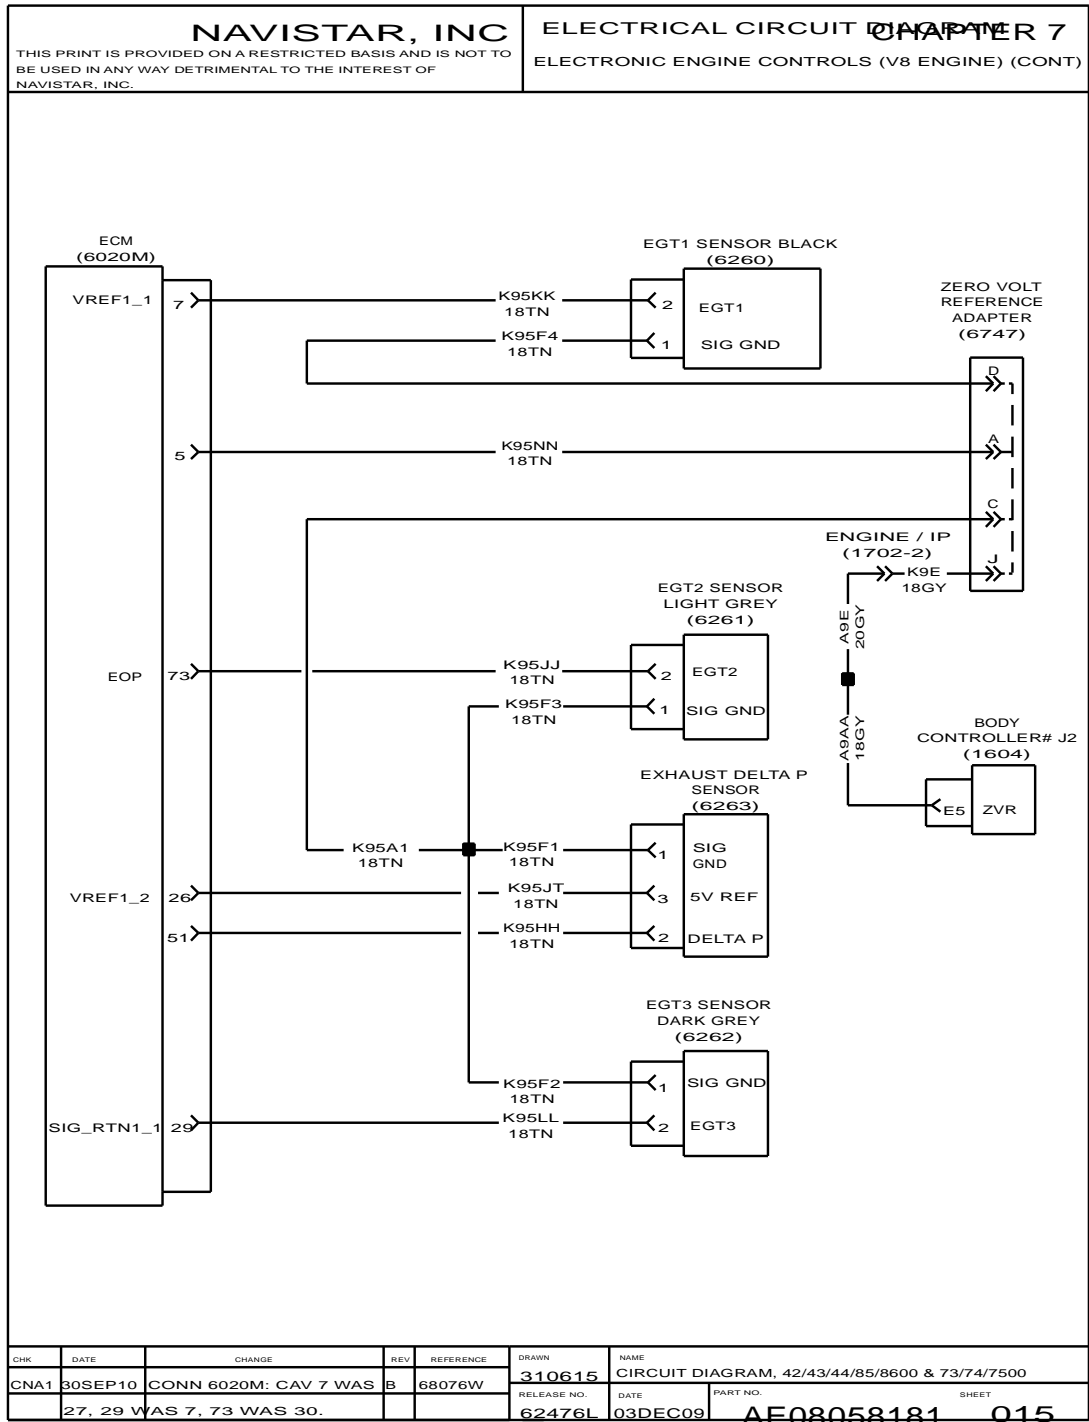 NAVISTAR, INC
THIS PRINT IS PROVIDED ON A RESTRICTED BASIS AND IS NOT TO
BE USED IN ANY WAY DETRIMENTAL TO THE INTEREST OF
NAVISTAR, INC.
ELECTRICAL CIRCUIT DIAGRAM
CHAPTER 7
ELECTRONIC ENGINE CONTROLS (V8 ENGINE) (CONT)
ECM
(6020M)
VREF1_1
7
5
EOP
73
VREF1_2
26
51
SIG_RTN1_1
29
K95KK
18TN
K95F4
18TN
EGT1 SENSOR BLACK
(6260)
2
EGT1
1
SIG GND
ZERO VOLT
REFERENCE
ADAPTER
(6747)
D
A
C
J
K95NN
18TN
ENGINE / IP
(1702-2)
K9E
18GY
A9E
20GY
A9AA
18GY
EGT2 SENSOR
LIGHT GREY
(6261)
K95JJ
18TN
2
EGT2
K95F3
18TN
1
SIG GND
BODY
CONTROLLER# J2
(1604)
E5
ZVR
EXHAUST DELTA P
SENSOR
(6263)
K95A1
18TN
K95F1
18TN
1
SIG
GND
K95JT
18TN
3
5V REF
K95HH
18TN
2
DELTA P
EGT3 SENSOR
DARK GREY
(6262)
K95F2
18TN
1
SIG GND
K95LL
18TN
2
EGT3
CHK
DATE
CHANGE
REV
REFERENCE
CNA1
30SEP10
CONN 6020M: CAV 7 WAS
B
68076W
27, 29 WAS 7, 73 WAS 30.
DRAWN
310615
NAME
CIRCUIT DIAGRAM, 42/43/44/85/8600 & 73/74/7500
RELEASE NO.
62476L
DATE
03DEC09
PART NO.
AE08058181
SHEET
015